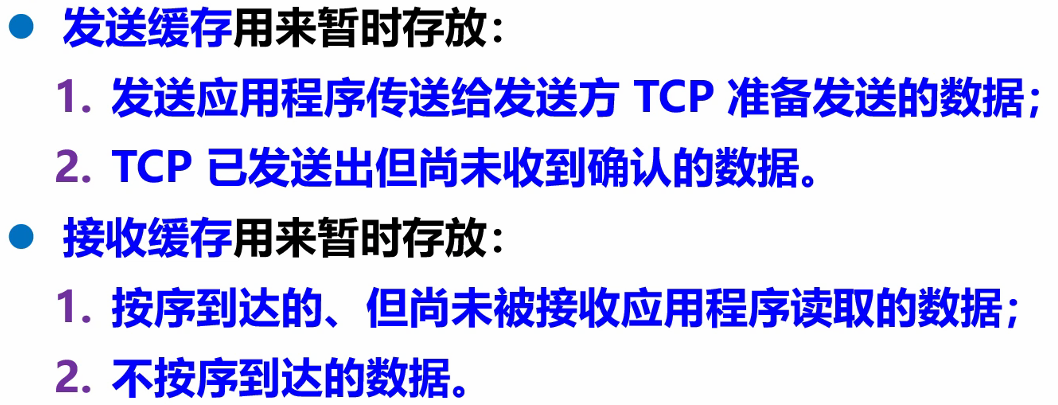 ● 发送缓存用来暂时存放：
1. 发送应用程序传送给发送方 TCP 准备发送的数据；
2. TCP 已发送出但尚未收到确认的数据。
● 接收缓存用来暂时存放：
1. 按序到达的、但尚未被接收应用程序读取的数据；
2. 不按序到达的数据。